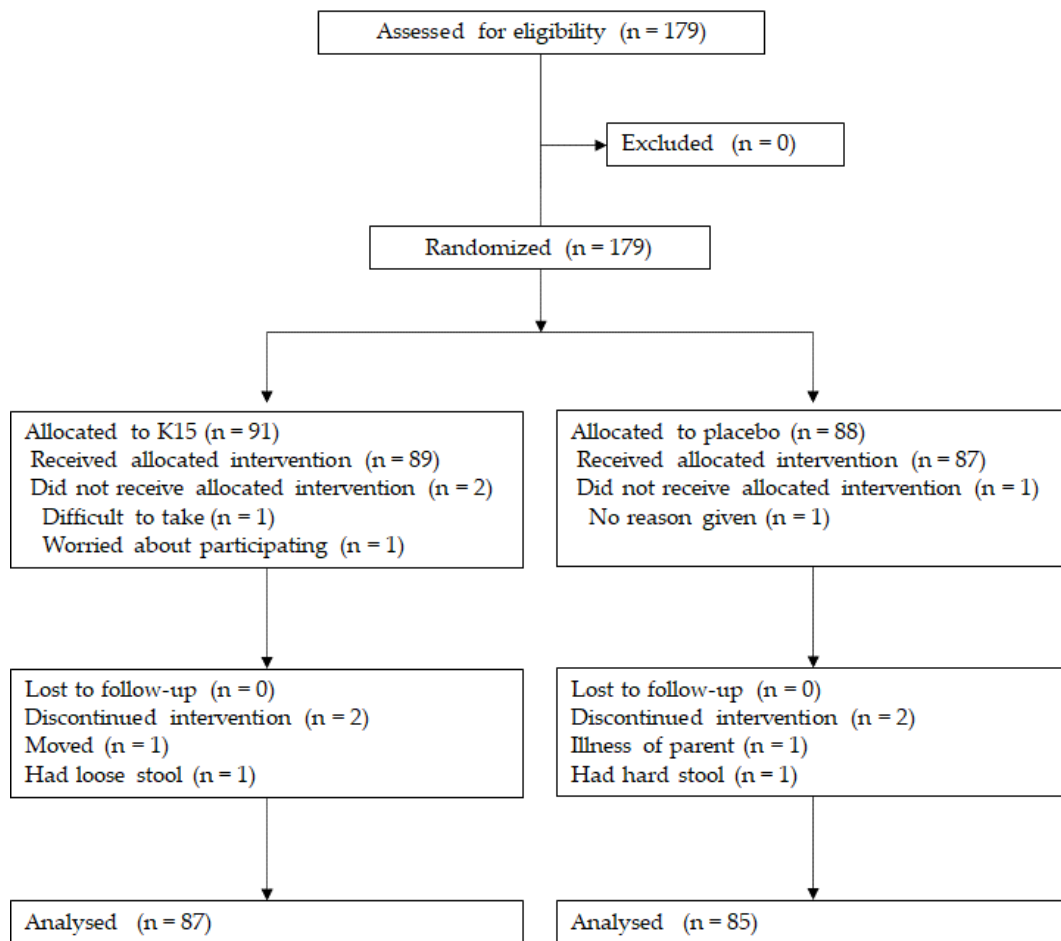 Assessed for eligibility (n = 179)
Excluded (n = 0)
Randomized (n = 179)
Allocated to K15 (n = 91)
Received allocated intervention (n = 89)
Did not receive allocated intervention (n = 2)
Difficult to take (n = 1)
Worried about participating (n = 1)
Allocated to placebo (n = 88)
Received allocated intervention (n = 87)
Did not receive allocated intervention (n = 1)
No reason given (n = 1)
Lost to follow-up (n = 0)
Discontinued intervention (n = 2)
Moved (n = 1)
Had loose stool (n = 1)
Lost to follow-up (n = 0)
Discontinued intervention (n = 2)
Illness of parent (n = 1)
Had hard stool (n = 1)
Analysed (n = 87)
Analysed (n = 85)